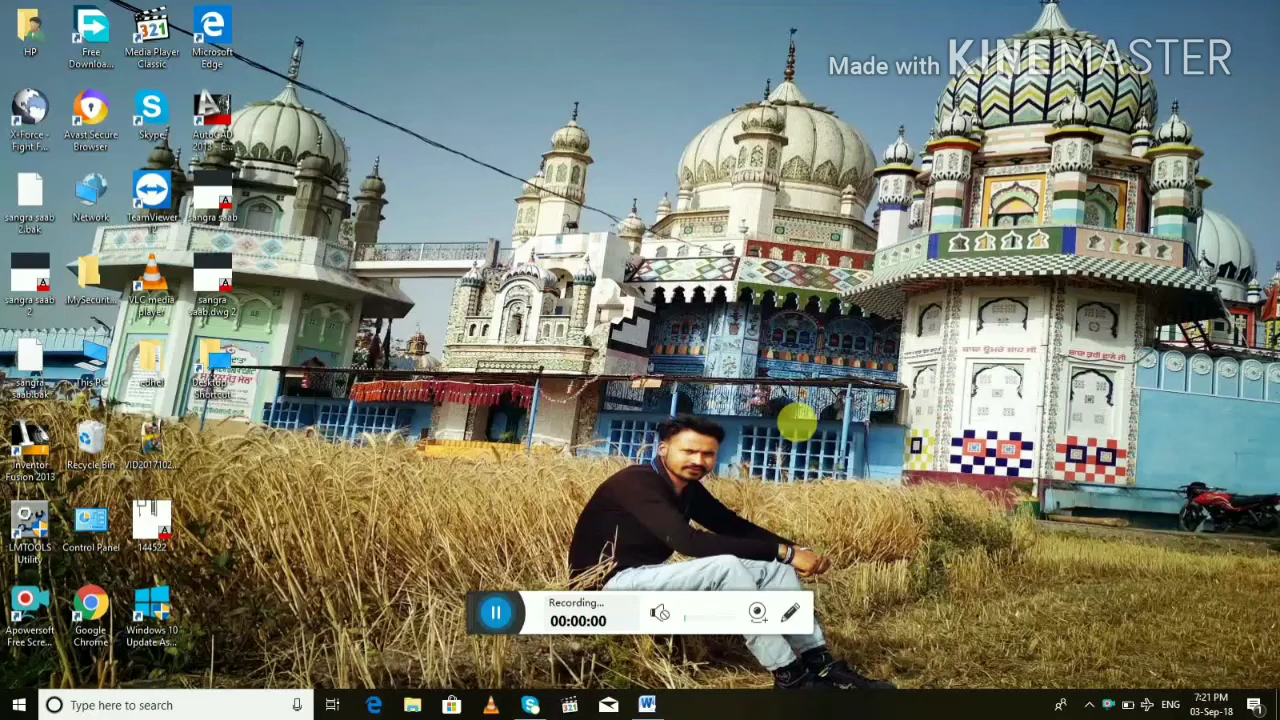 HP
Free
Downloa...
Media Player
Classic
Microsoft
Edge
Made with KINEMASTER
X-Force -
Fight F...
Avast Secure
Browser
Skype
AutoCAD
2013 - E...
sangra saab
2.bak
Network
TeamViewer
12
sangra saab
sangra saab
2
.MySecurit...
VLC media
player
sangra
saab.dwg 2
sangra
saab.bak
This PC
Desktop -
Shortcut
Inventor
Fusion 2013
Recycle Bin
VID2017102...
LMTOOLS
Utility
Control Panel
144522
Apowersoft
Free Scre...
Google
Chrome
Windows 10
Update As...
Recording...
00:00:00
Type here to search
ENG
7:21 PM
03-Sep-18